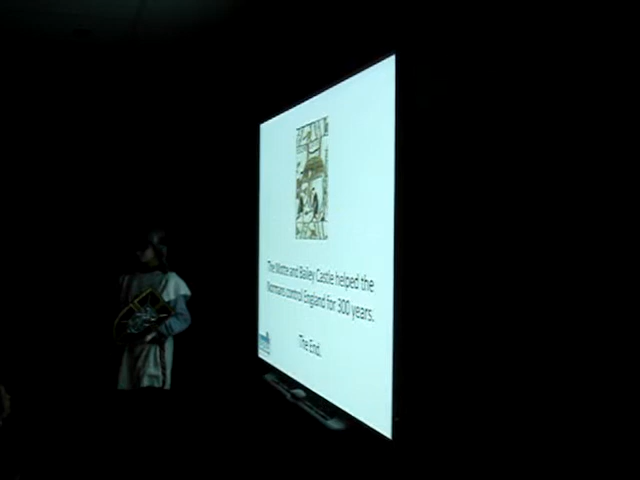 The Motte and Bailey Castle helped the
Normans control England for 300 years.
The End.